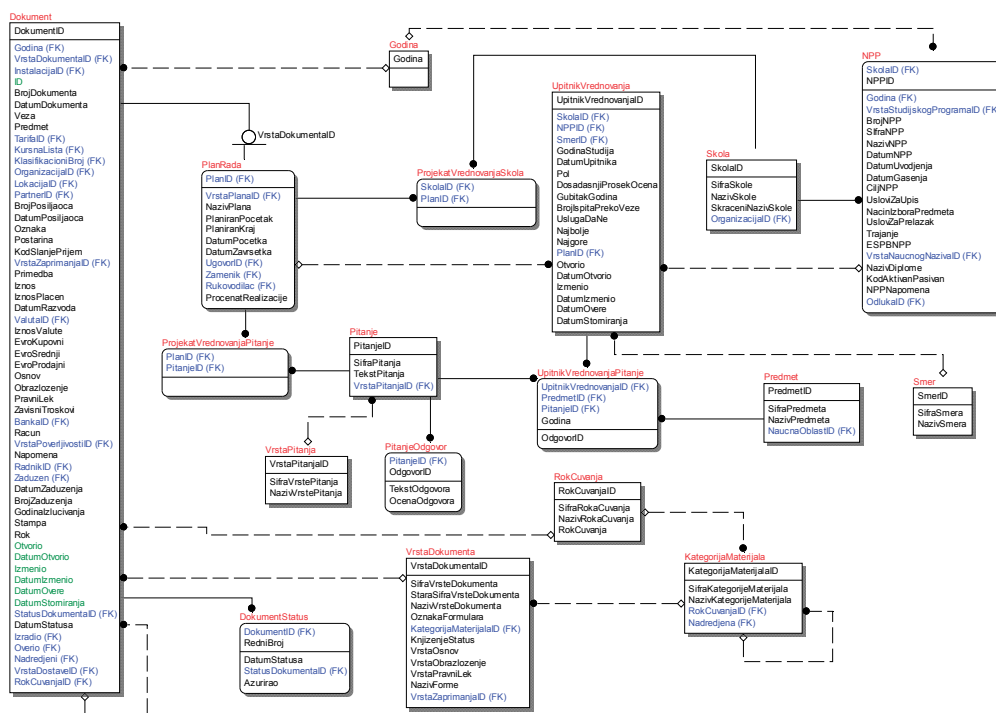 Dokument
DokumentID
Godina (FK)
VrstaDokumentaID (FK)
InstalacijaID (FK)
ID
BrojDokumenta
DatumDokumenta
Veza
Predmet
TarifaID (FK)
KursnaLista (FK)
KlasifikacioniBroj (FK)
OrganizacijaID (FK)
LokacijaID (FK)
PartnerID (FK)
BrojPosiljaoca
DatumPosiljaoca
Oznaka
Postarina
KodSlanjePrijem
VrstaZaprimanjaID (FK)
Primedba
Iznos
IznosPlacen
DatumRazvoda
ValutaID (FK)
IznosValute
EvroKupovni
EvroSrednji
EvroProdajni
Osnov
Obrazlozenje
PravniLek
ZavisniTroskovi
BankaID (FK)
Racun
VrstaPoverljivostiID (FK)
Napomena
RadnikID (FK)
Zaduzen (FK)
DatumZaduzenja
BrojZaduzenja
GodinaIzlucivanja
Stampa
Rok
Otvorio
DatumOtvorio
Izmenio
DatumIzmenio
DatumOvere
DatumStorniranja
StatusDokumentaID (FK)
DatumStatusa
Izradio (FK)
Overio (FK)
Nadredjeni (FK)
VrstaDostaveID (FK)
RokCuvanjaID (FK)
Godina
Godina
VrstaDokumentaID
PlanRada
PlanID (FK)
VrstaPlanaID (FK)
NazivPlana
PlaniranPocetak
PlaniranKraj
DatumPocetka
DatumZavrsetka
UgovorID (FK)
Zamenik (FK)
Rukovodilac (FK)
ProcenatRealizacije
ProjekatVrednovanjaSkola
SkolaID (FK)
PlanID (FK)
UpitnikVrednovanja
UpitnikVrednovanjaID
SkolaID (FK)
NPPID (FK)
SmerID (FK)
GodinaStudija
DatumUpitnika
Pol
DosadasnjiProsekOcena
GubitakGodina
BrojIspitaPrekoVeze
UslugaDaNe
Najbolje
Najgore
PlanID (FK)
Otvorio
DatumOtvorio
Izmenio
DatumIzmenio
DatumOvere
DatumStorniranja
Skola
SkolaID
SifraSkole
NazivSkole
SkraceniNazivSkole
OrganizacijaID (FK)
NPP
SkolaID (FK)
NPPID
Godina (FK)
VrstaStudijskogProgramaID (FK)
BrojNPP
SIfraNPP
NazivNPP
DatumNPP
DatumUvodjenja
DatumGasenja
CiljNPP
UsloviZaUpis
NacinIzboraPredmeta
UslovZaPrelazak
Trajanje
ESPBNPP
VrstaNaucnogNazivaID (FK)
NazivDiplome
KodAktivanPasivan
NPPNapomena
OdlukaID (FK)
ProjekatVrednovanjaPitanje
PlanID (FK)
PitanjeID (FK)
Pitanje
PitanjeID
SifraPitanja
TekstPitanja
VrstaPitanjaID (FK)
UpitnikVrednovanjaPitanje
UpitnikVrednovanjaID (FK)
PredmetID (FK)
PitanjeID (FK)
Godina
OdgovorID
Predmet
PredmetID
SifraPredmeta
NazivPredmeta
NaucnaOblastID (FK)
Smer
SmerID
SifraSmera
NazivSmera
VrstaPitanja
VrstaPitanjaID
SifraVrstePitanja
NazivVrstePitanja
PitanjeOdgovor
PitanjeID (FK)
OdgovorID
TekstOdgovora
OcenaOdgovora
RokCuvanja
RokCuvanjaID
SifraRokaCuvanja
NazivRokaCuvanja
RokCuvanja
VrstaDokumenta
VrstaDokumentaID
SifraVrsteDokumenta
StaraSifraVrsteDokumenta
NazivVrsteDokumenta
OznakaFormulara
KategorijaMaterijalaID (FK)
KnjizenjeStatus
VrstaOsnov
VrstaObrazlozenje
VrstaPravniLek
NazivForme
VrstaZaprimanjaID (FK)
KategorijaMaterijala
KategorijaMaterijalaID
SifraKategorijeMaterijala
NazivKategorijeMaterijala
RokCuvanjaID (FK)
Nadredjena (FK)
DokumentStatus
DokumentID (FK)
RedniBroj
DatumStatusa
StatusDokumentaID (FK)
Azurirao